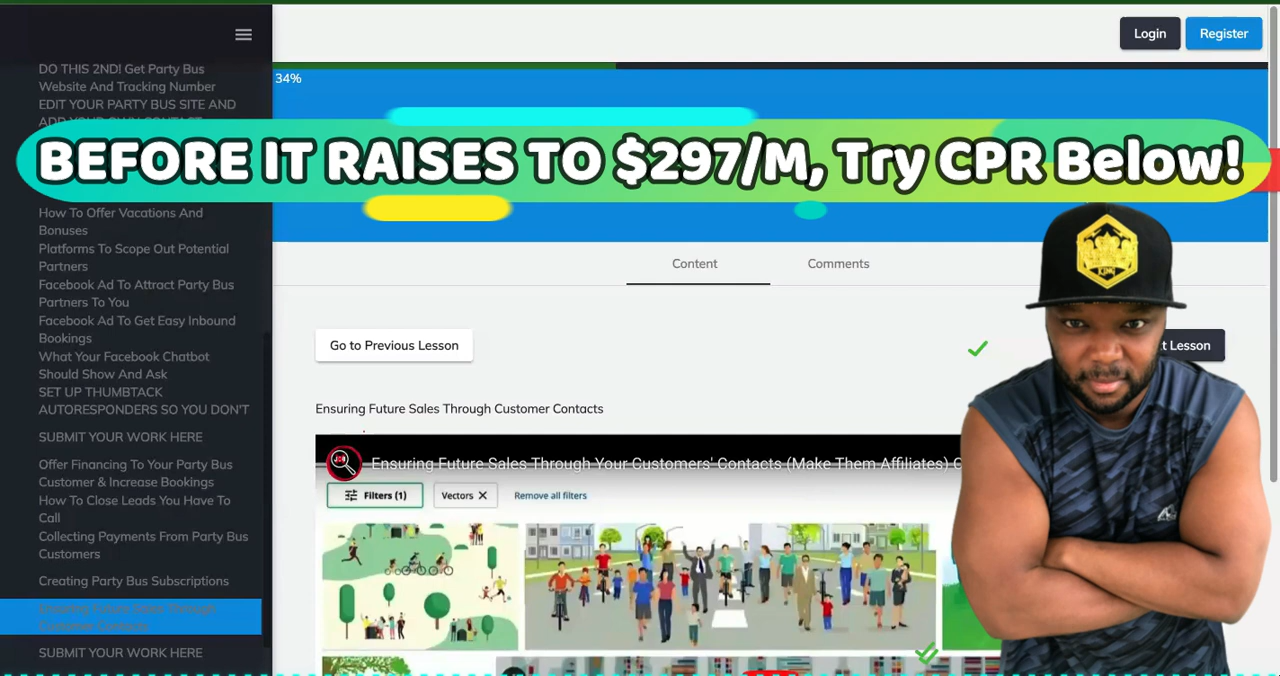 Login
Register
DO THIS 2ND! Get Party Bus
Website And Tracking Number
EDIT YOUR PARTY BUS SITE AND
34%
BEFORE IT RAISES TO $297/M, Try CPR Below!
How To Offer Vacations And
Bonuses
Platforms To Scope Out Potential
Partners
Facebook Ad To Attract Party Bus
Partners To You
Facebook Ad To Get Easy Inbound
Bookings
What Your Facebook Chatbot
Should Show And Ask
SET UP THUMBTACK
AUTORESPONDERS SO YOU DON'T
SUBMIT YOUR WORK HERE
Offer Financing To Your Party Bus
Customer & Increase Bookings
How To Close Leads You Have To
Call
Collecting Payments From Party Bus
Customers
Creating Party Bus Subscriptions
Ensuring Future Sales Through
Customer Contacts
SUBMIT YOUR WORK HERE
Content
Comments
Go to Previous Lesson
Lesson
Ensuring Future Sales Through Customer Contacts
Ensuring Future Sales Through Your Customers' Contacts (Make Them Affiliates)
Filters (1)
Vectors
Remove all filters
KING